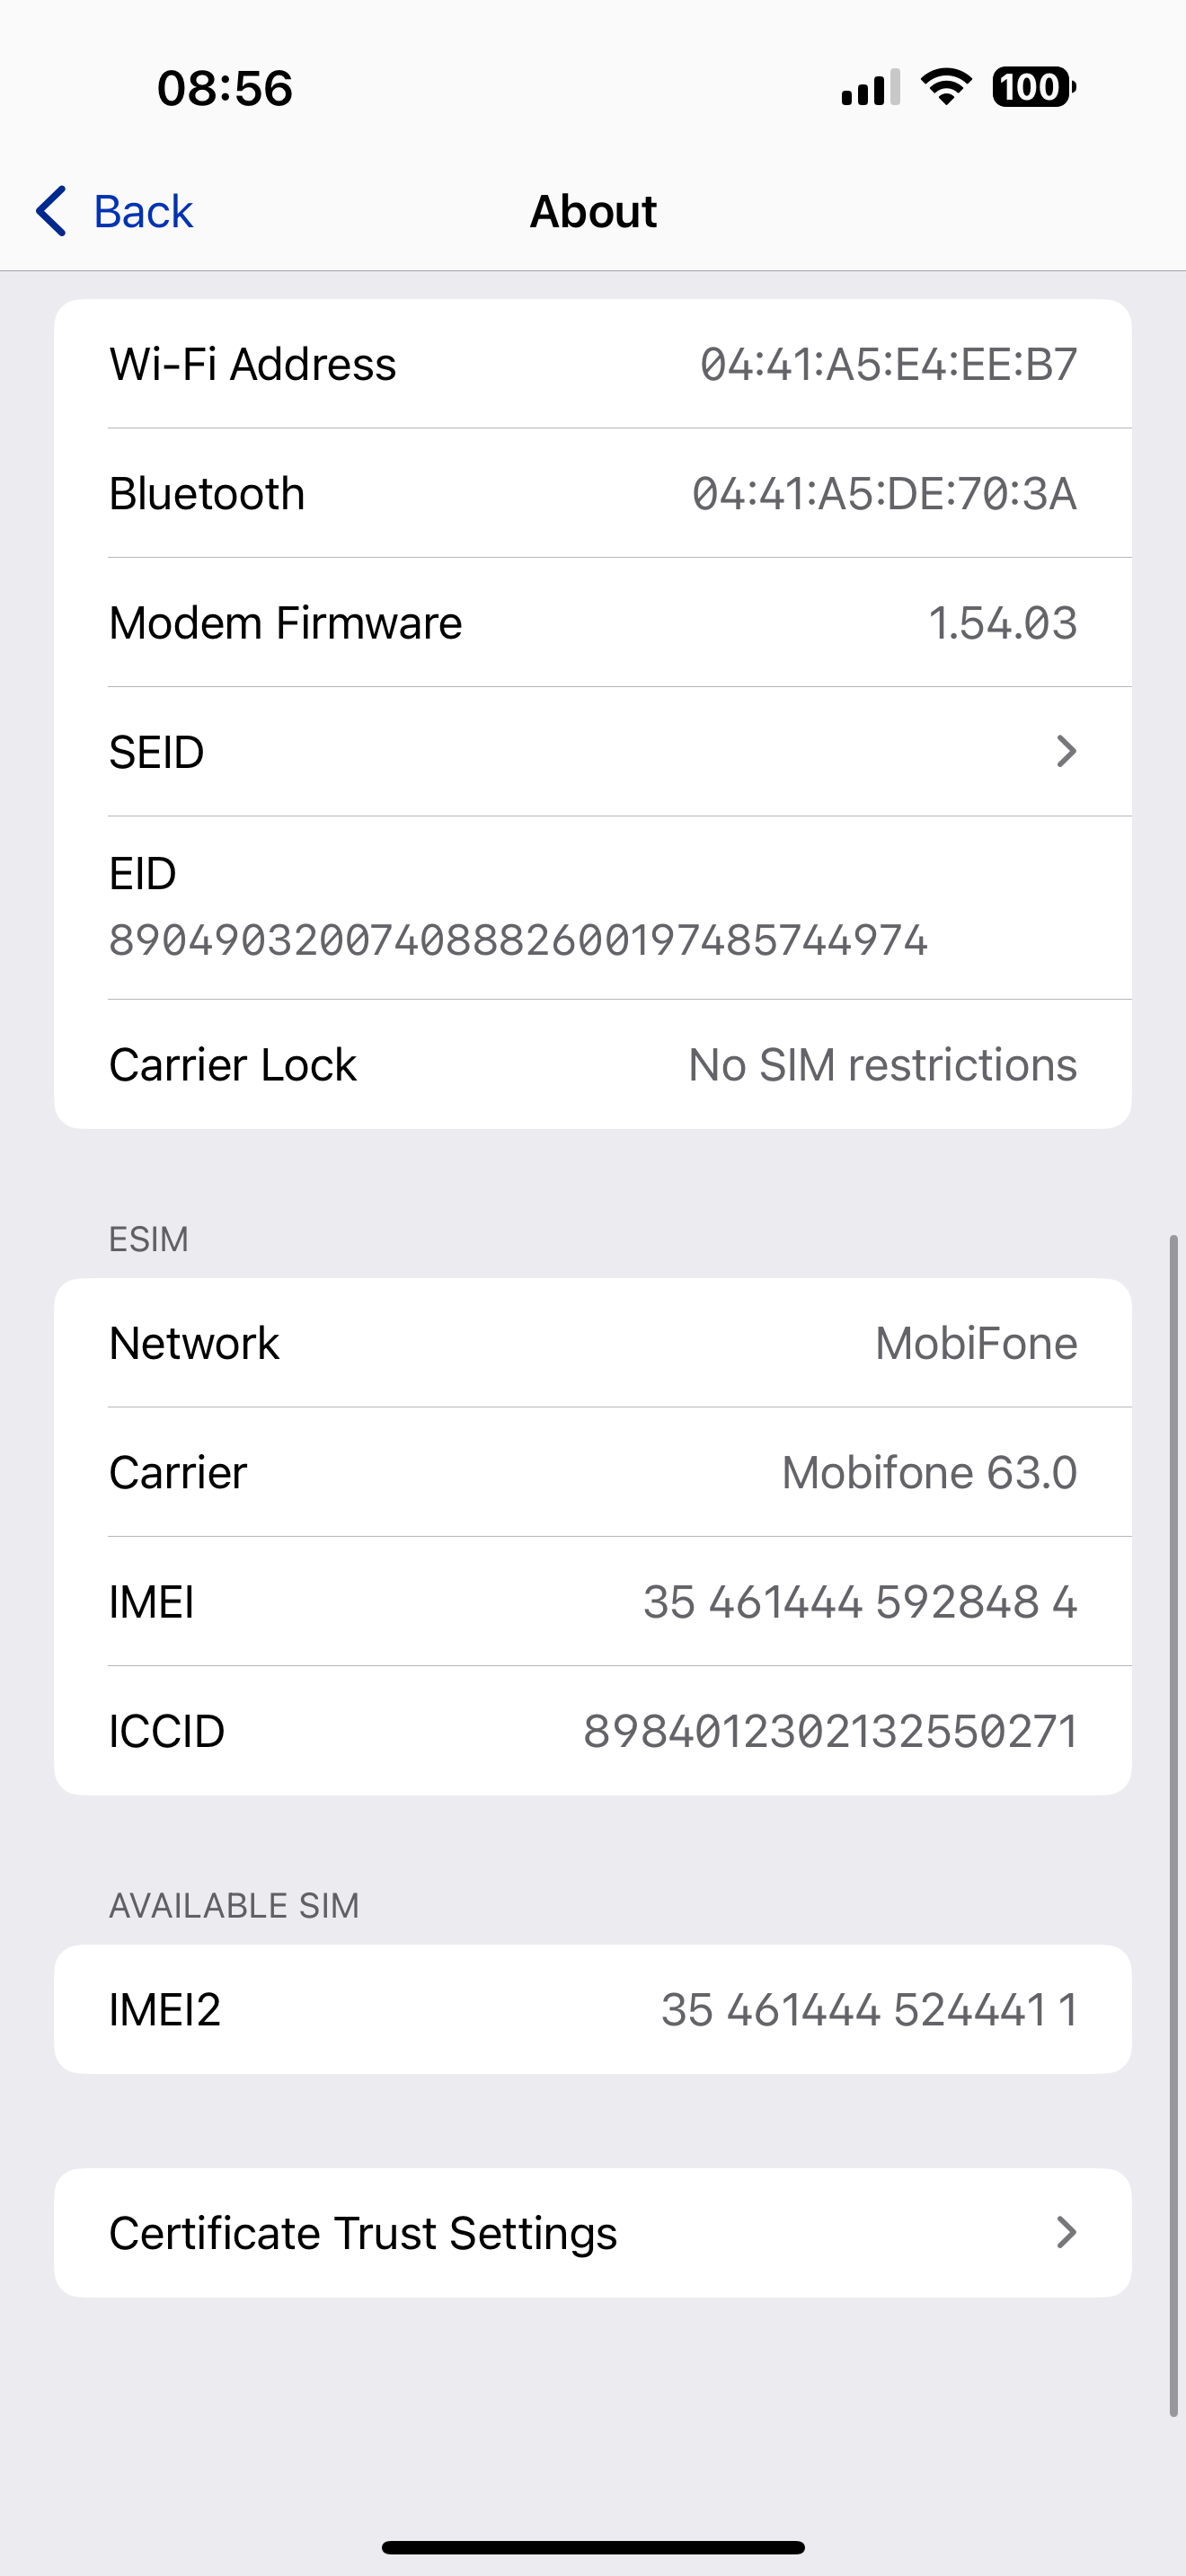 08:56
100
Back
About
Wi-Fi Address 04:41:A5:E4:EE:B7
Bluetooth 04:41:A5:DE:70:3A
Modem Firmware 1.54.03
SEID
EID
89049032007408882600197485744974
Carrier Lock No SIM restrictions
ESIM
Network MobiFone
Carrier Mobifone 63.0
IMEI 35 461444 592848 4
ICCID 8984012302132550271
AVAILABLE SIM
IMEI2 35 461444 524441 1
Certificate Trust Settings